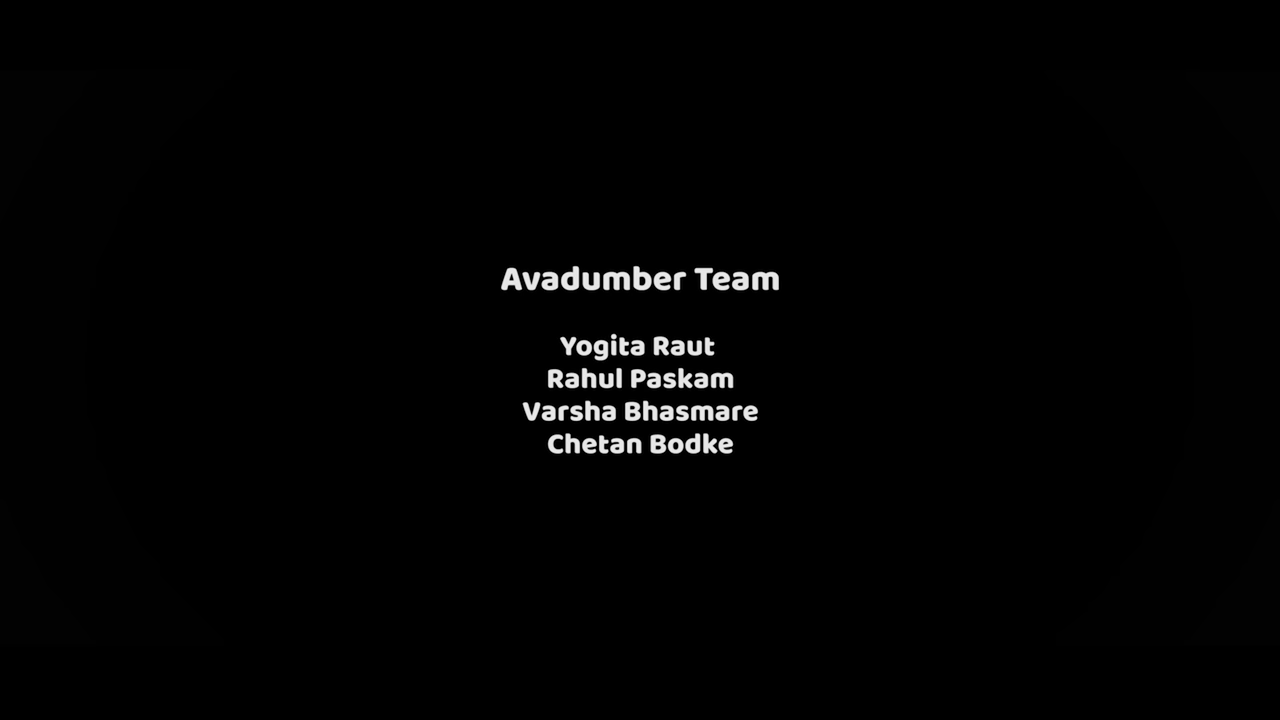 Avadumber Team
Yogita Raut
Rahul Paskam
Varsha Bhasmare
Chetan Bodke